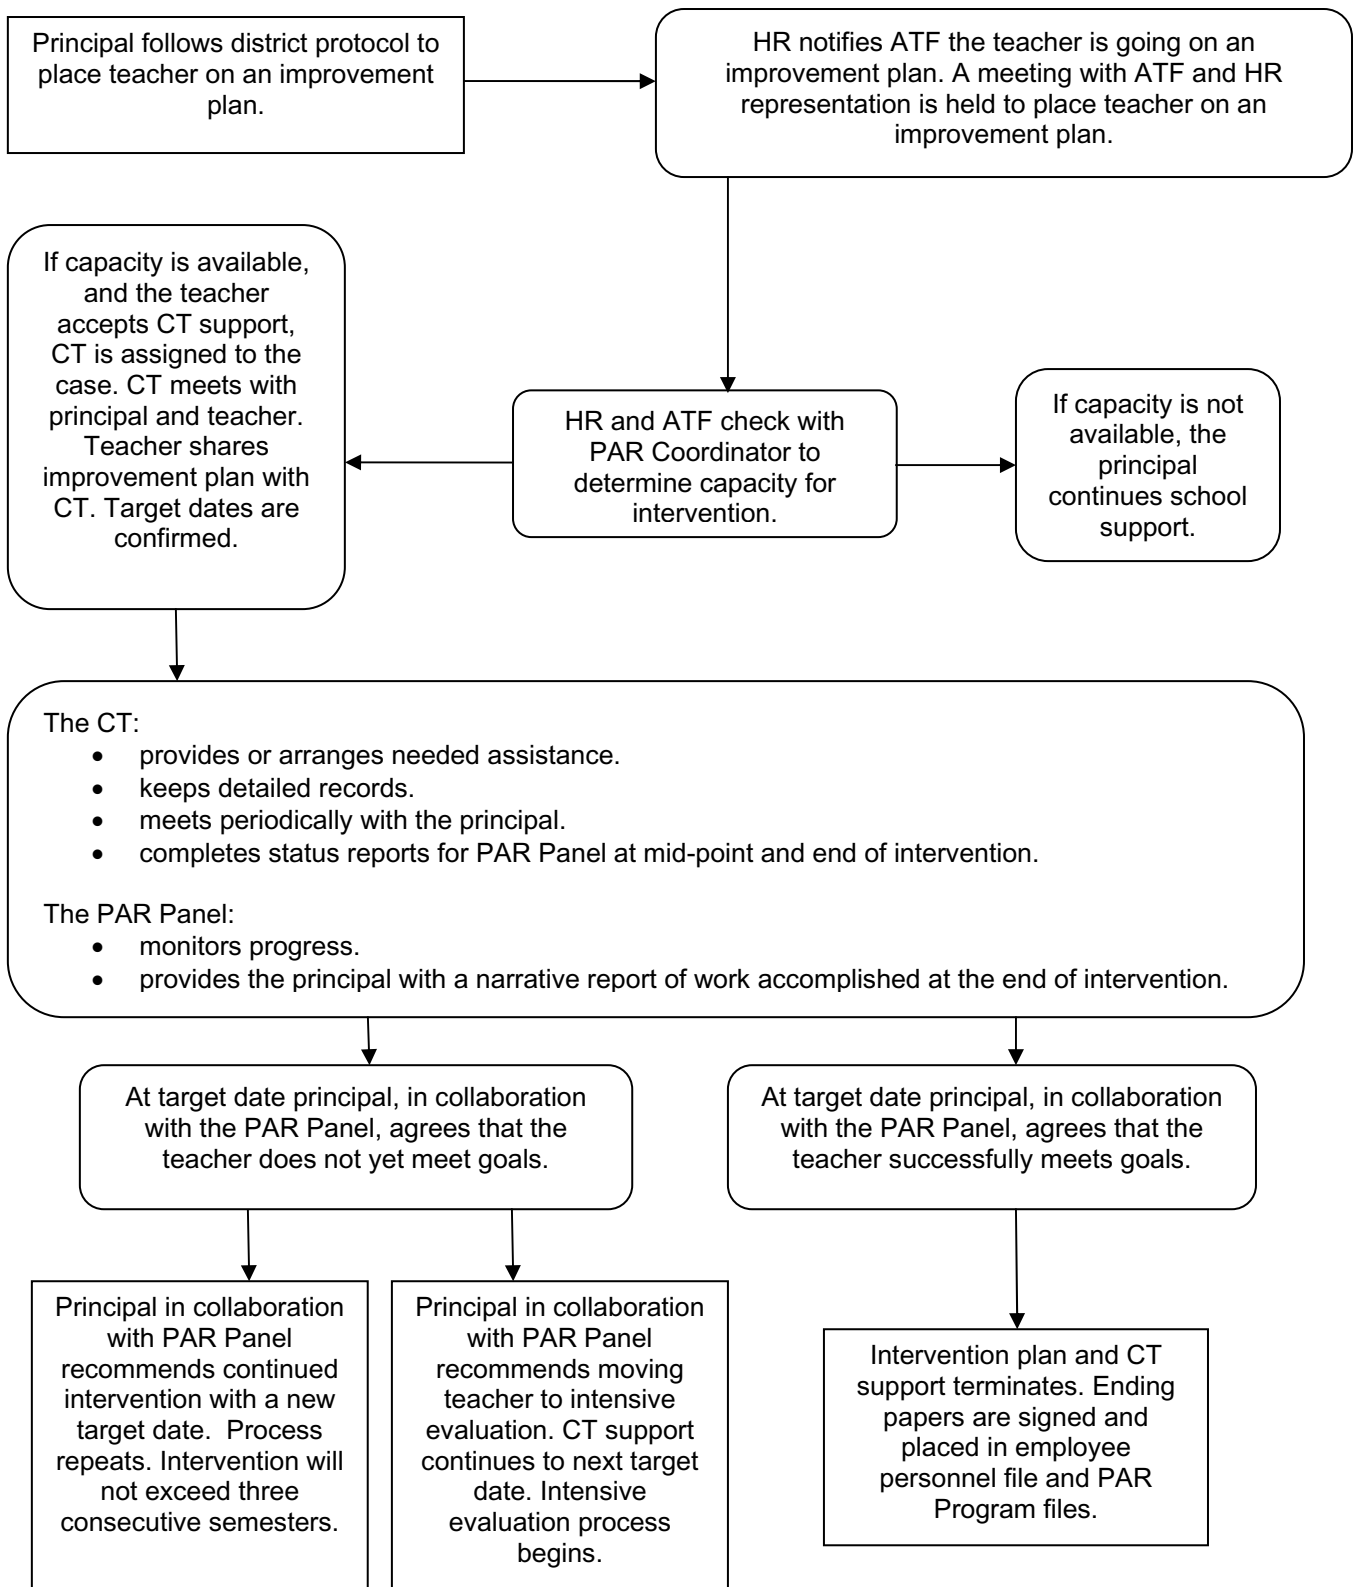 Principal follows district protocol to
place teacher on an improvement
plan.
HR notifies ATF the teacher is going on an
improvement plan. A meeting with ATF and HR
representation is held to place teacher on an
improvement plan.
If capacity is available,
and the teacher
accepts CT support,
CT is assigned to the
case. CT meets with
principal and teacher.
Teacher shares
improvement plan with
CT. Target dates are
confirmed.
HR and ATF check with
PAR Coordinator to
determine capacity for
intervention.
If capacity is not
available, the
principal
continues school
support.
The CT:
• provides or arranges needed assistance.
• keeps detailed records.
• meets periodically with the principal.
• completes status reports for PAR Panel at mid-point and end of intervention.
The PAR Panel:
• monitors progress.
• provides the principal with a narrative report of work accomplished at the end of intervention.
At target date principal, in collaboration
with the PAR Panel, agrees that the
teacher does not yet meet goals.
At target date principal, in collaboration
with the PAR Panel, agrees that the
teacher successfully meets goals.
Principal in collaboration
with PAR Panel
recommends continued
intervention with a new
target date.  Process
repeats. Intervention will
not exceed three
consecutive semesters.
Principal in collaboration
with PAR Panel
recommends moving
teacher to intensive
evaluation. CT support
continues to next target
date. Intensive
evaluation process
begins.
Intervention plan and CT
support terminates. Ending
papers are signed and
placed in employee
personnel file and PAR
Program files.